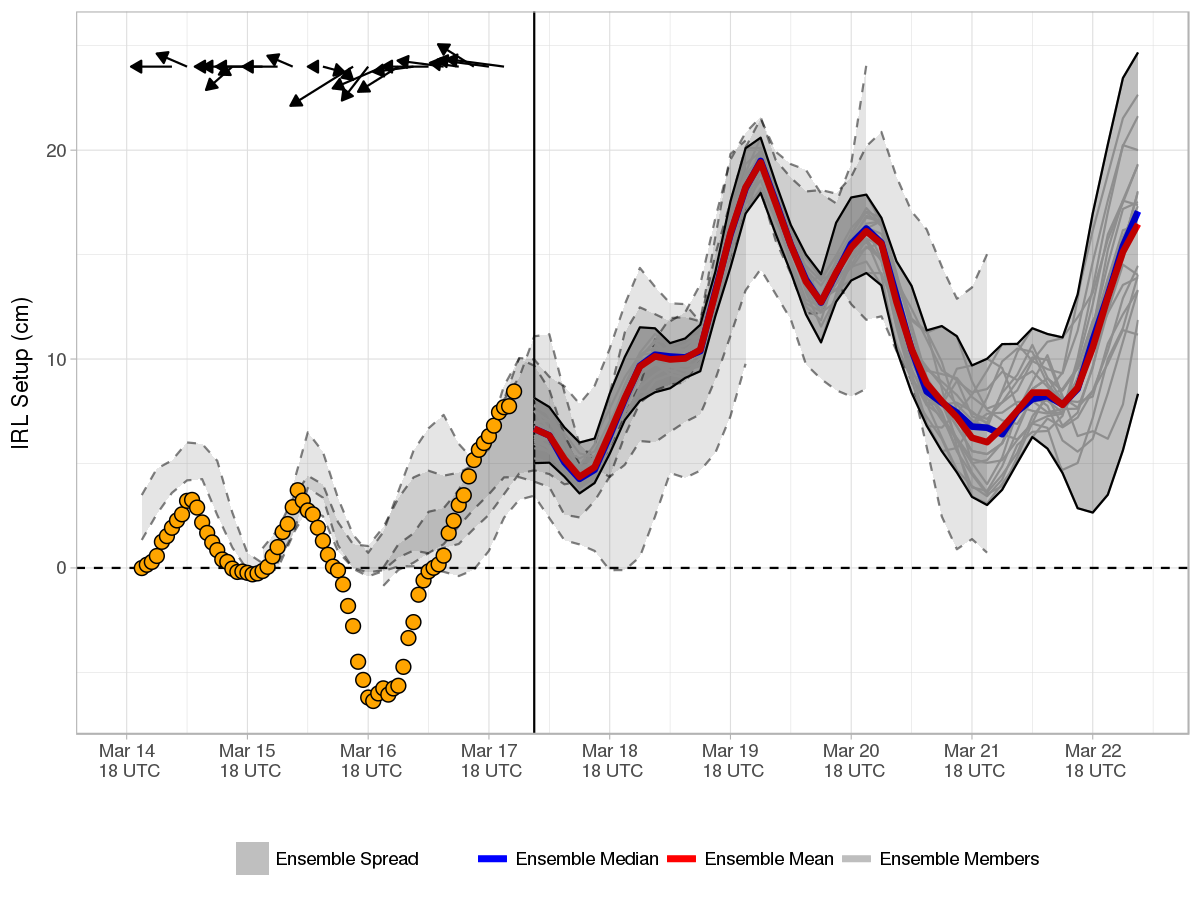 IRL Setup (cm)
20
10
0
Mar 14
18 UTC
Mar 15
18 UTC
Mar 16
18 UTC
Mar 17
18 UTC
Mar 18
18 UTC
Mar 19
18 UTC
Mar 20
18 UTC
Mar 21
18 UTC
Mar 22
18 UTC
Ensemble Spread
Ensemble Median
Ensemble Mean
Ensemble Members